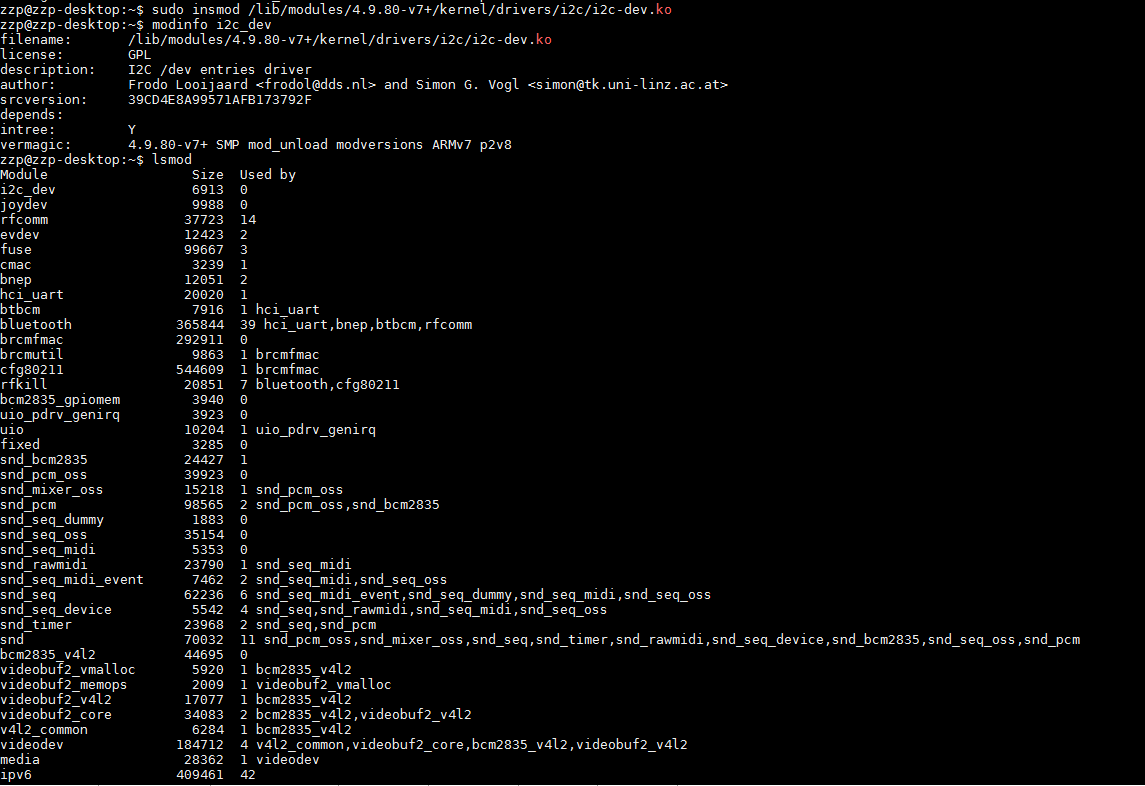 zzp@zzp-desktop:~$ sudo insmod /lib/modules/4.9.80-v7+/kernel/drivers/i2c/i2c-dev.ko
zzp@zzp-desktop:~$ modinfo i2c_dev
filename:       /lib/modules/4.9.80-v7+/kernel/drivers/i2c/i2c-dev.ko
license:        GPL
description:    I2C /dev entries driver
author:         Frodo Looijaard <frodol@dds.nl> and Simon G. Vogl <simon@tk.uni-linz.ac.at>
srcversion:     39CD4E8A99571AFB173792F
depends:
intree:         Y
vermagic:       4.9.80-v7+ SMP mod_unload modversions ARMv7 p2v8
zzp@zzp-desktop:~$ lsmod
Module                  Size  Used by
i2c_dev                 6913  0
joydev                  9988  0
rfcomm                 37723  14
evdev                  12423  2
fuse                   99667  3
cmac                    3239  1
bnep                   12051  2
hci_uart               20020  1
btbcm                   7916  1 hci_uart
bluetooth             365844  39 hci_uart,bnep,btbcm,rfcomm
brcmfmac              292911  0
brcmutil                9863  1 brcmfmac
cfg80211              544609  1 brcmfmac
rfkill                 20851  7 bluetooth,cfg80211
bcm2835_gpiomem         3940  0
uio_pdrv_genirq         3923  0
uio                    10204  1 uio_pdrv_genirq
fixed                   3285  0
snd_bcm2835            24427  1
snd_pcm_oss            39923  0
snd_mixer_oss          15218  1 snd_pcm_oss
snd_pcm                98565  2 snd_pcm_oss,snd_bcm2835
snd_seq_dummy           1883  0
snd_seq_oss            35154  0
snd_seq_midi            5353  0
snd_rawmidi            23790  1 snd_seq_midi
snd_seq_midi_event      7462  2 snd_seq_midi,snd_seq_oss
snd_seq                62236  6 snd_seq_midi_event,snd_seq_dummy,snd_seq_midi,snd_seq_oss
snd_seq_device          5542  4 snd_seq,snd_rawmidi,snd_seq_midi,snd_seq_oss
snd_timer              23968  2 snd_seq,snd_pcm
snd                    70032  11 snd_pcm_oss,snd_mixer_oss,snd_seq,snd_timer,snd_rawmidi,snd_seq_device,snd_bcm2835,snd_seq_oss,snd_pcm
bcm2835_v4l2           44695  0
videobuf2_vmalloc       5920  1 bcm2835_v4l2
videobuf2_memops        2009  1 videobuf2_vmalloc
videobuf2_v4l2         17077  1 bcm2835_v4l2
videobuf2_core         34083  2 bcm2835_v4l2,videobuf2_v4l2
v4l2_common             6284  1 bcm2835_v4l2
videodev              184712  4 v4l2_common,videobuf2_core,bcm2835_v4l2,videobuf2_v4l2
media                  28362  1 videodev
ipv6                  409461  42